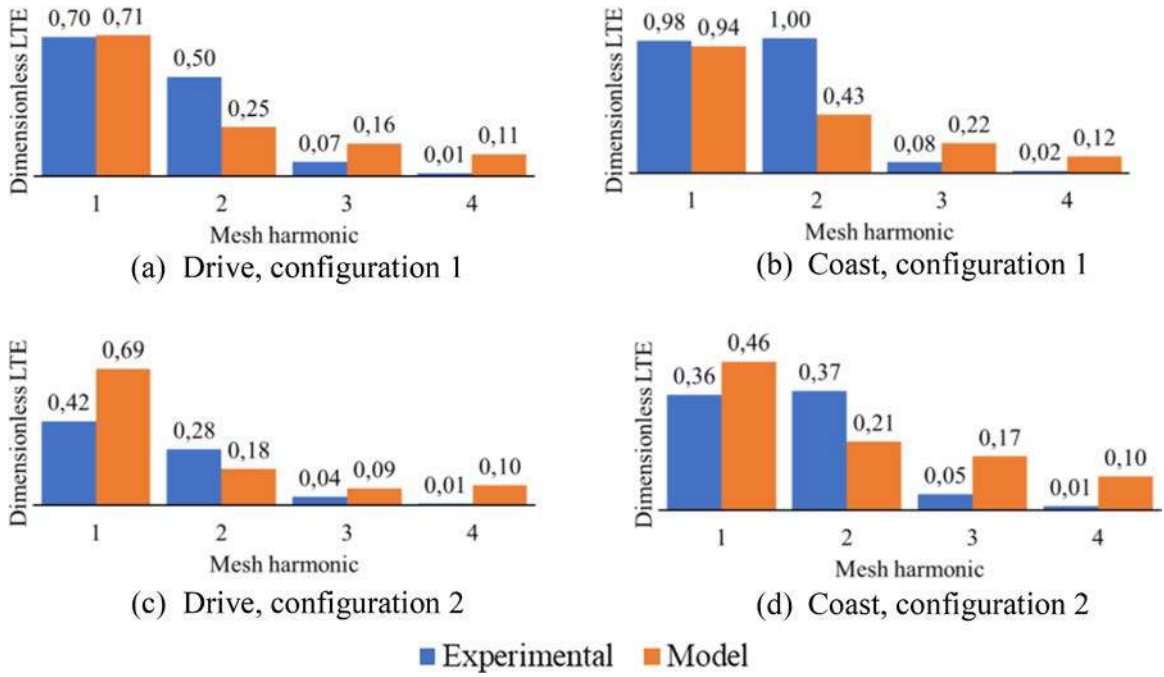 Dimensionless LTE
0,70 0,71
0,50
0,25
0,07 0,16
0,01 0,11
1 2 3 4
Mesh harmonic
(a) Drive, configuration 1
Dimensionless LTE
0,98 0,94
1,00
0,43
0,08 0,22
0,02 0,12
1 2 3 4
Mesh harmonic
(b) Coast, configuration 1
Dimensionless LTE
0,42 0,69
0,28 0,18
0,04 0,09
0,01 0,10
1 2 3 4
Mesh harmonic
(c) Drive, configuration 2
Dimensionless LTE
0,36 0,46
0,37 0,21
0,05 0,17
0,01 0,10
1 2 3 4
Mesh harmonic
(d) Coast, configuration 2
Experimental Model